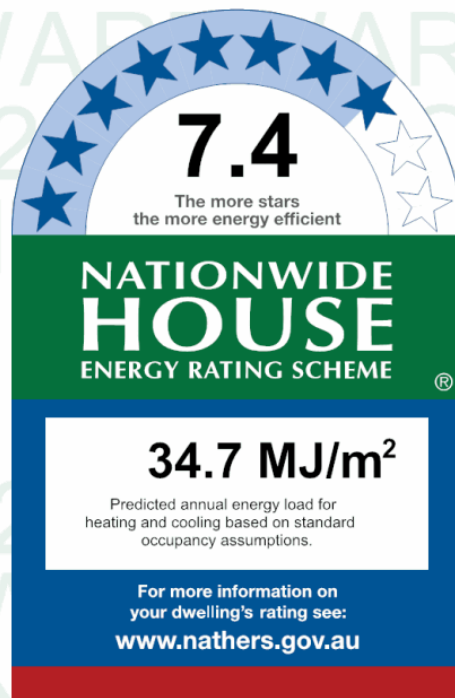 7.4
The more stars
the more energy efficient
NATIONWIDE
HOUSE
ENERGY RATING SCHEME
®
34.7 MJ/m²
Predicted annual energy load for
heating and cooling based on standard
occupancy assumptions.
For more information on
your dwelling's rating see:
www.nathers.gov.au